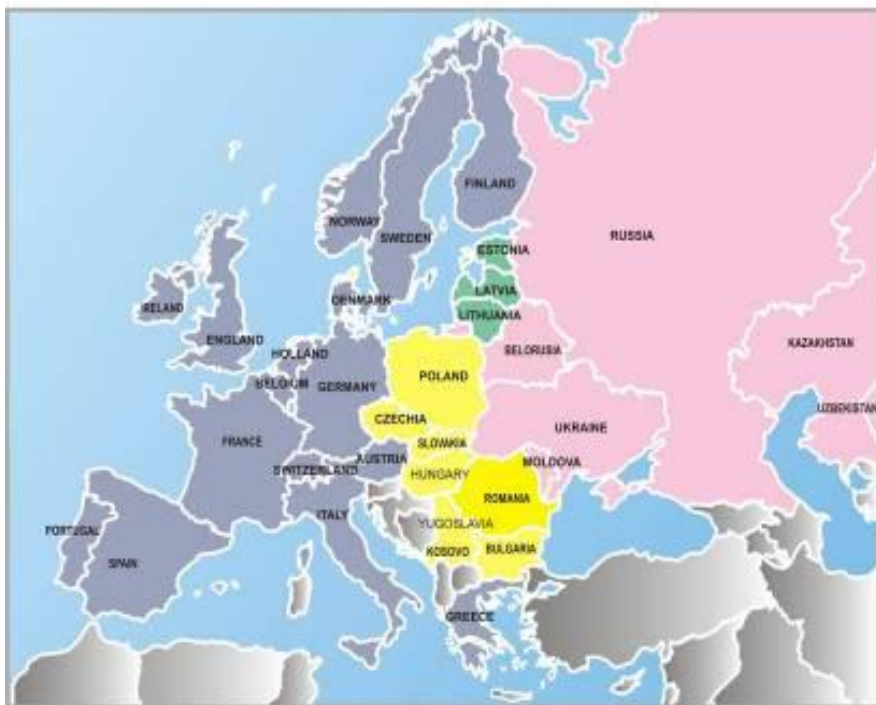 FINLAND
NORWAY
SWEDEN
RUSSIA
ESTONIA
LATVIA
LITHUANIA
DENMARK
IRELAND
ENGLAND
HOLLAND
BELORUSIA
KAZAKHSTAN
BELGIUM
GERMANY
POLAND
UZBEKISTAN
CZECHIA
UKRAINE
FRANCE
SLOVAKIA
AUSTRIA
MOLDOVA
SWITZERLAND
HUNGARY
ROMANIA
ITALY
YUGOSLAVIA
PORTUGAL
KOSOVO
BULGARIA
SPAIN
GREECE